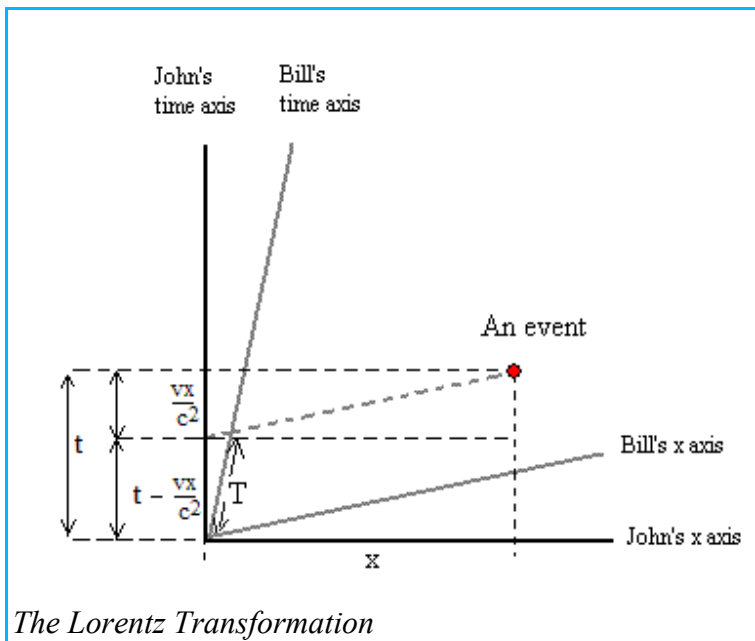 John's
time axis
Bill's
time axis
An event
vx
c²
t
Bill's x axis
t − vx
c²
T
John's x axis
x
The Lorentz Transformation